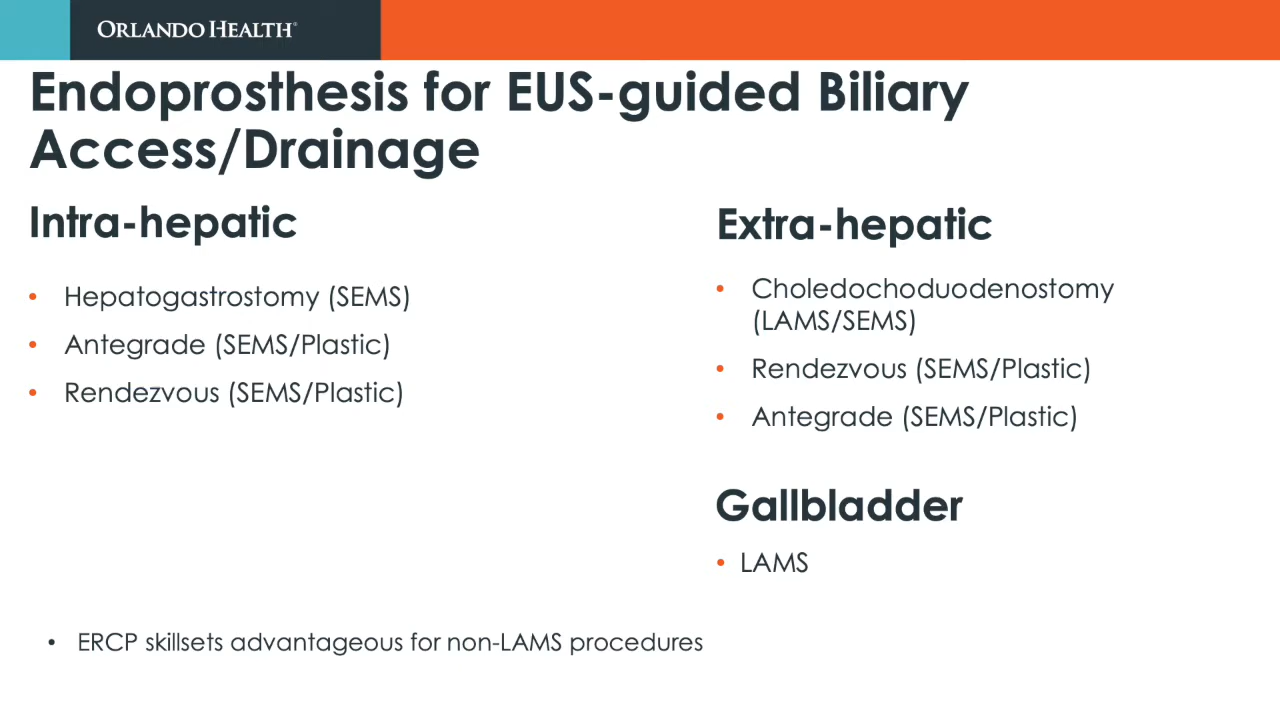 ORLANDO HEALTH®
Endoprosthesis for EUS-guided Biliary
Access/Drainage
Intra-hepatic
• Hepatogastrostomy (SEMS)
• Antegrade (SEMS/Plastic)
• Rendezvous (SEMS/Plastic)
Extra-hepatic
• Choledochoduodenostomy
(LAMS/SEMS)
• Rendezvous (SEMS/Plastic)
• Antegrade (SEMS/Plastic)
Gallbladder
• LAMS
• ERCP skillsets advantageous for non-LAMS procedures